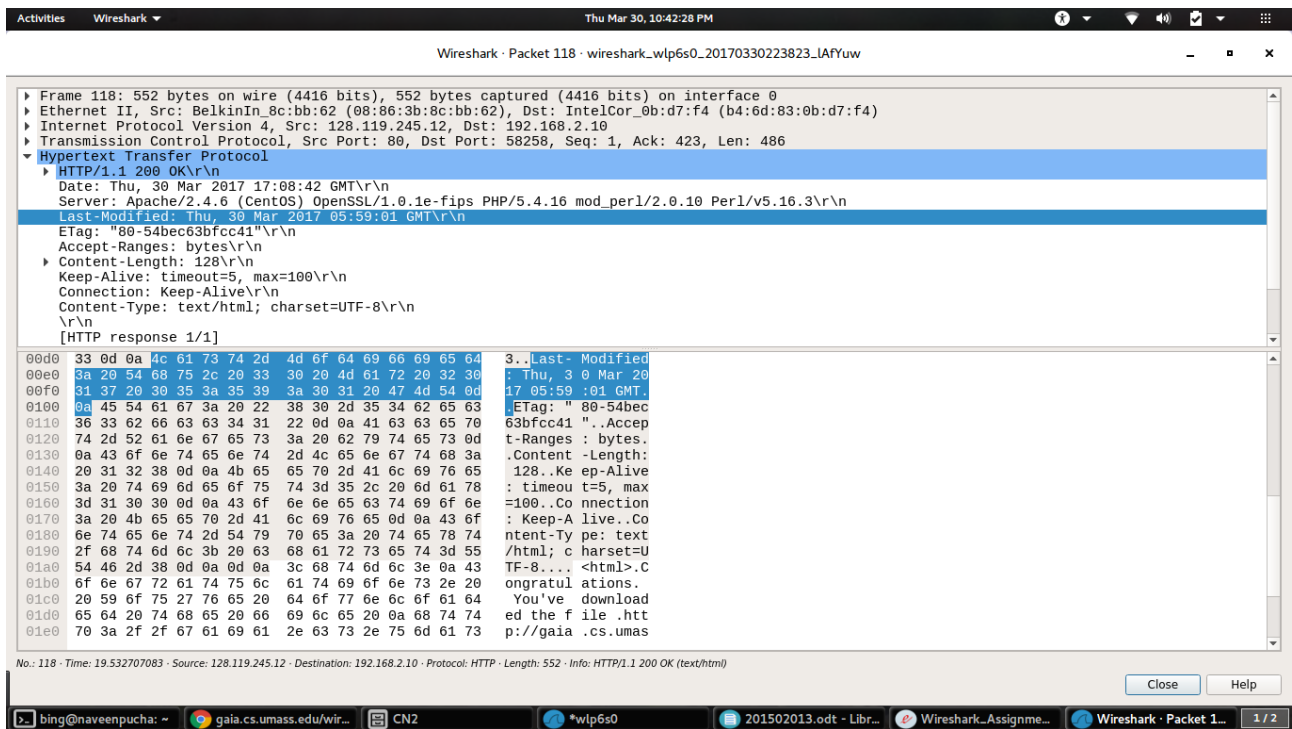 Activities Wireshark Thu Mar 30, 10:42:28 PM
Wireshark · Packet 118 · wireshark_wlp6s0_20170330223823_lAfYuw
Frame 118: 552 bytes on wire (4416 bits), 552 bytes captured (4416 bits) on interface 0
Ethernet II, Src: BelkinIn_8c:bb:62 (08:86:3b:8c:bb:62), Dst: IntelCor_0b:d7:f4 (b4:6d:83:0b:d7:f4)
Internet Protocol Version 4, Src: 128.119.245.12, Dst: 192.168.2.10
Transmission Control Protocol, Src Port: 80, Dst Port: 58258, Seq: 1, Ack: 423, Len: 486
Hypertext Transfer Protocol
HTTP/1.1 200 OK\r\n
Date: Thu, 30 Mar 2017 17:08:42 GMT\r\n
Server: Apache/2.4.6 (CentOS) OpenSSL/1.0.1e-fips PHP/5.4.16 mod_perl/2.0.10 Perl/v5.16.3\r\n
Last-Modified: Thu, 30 Mar 2017 05:59:01 GMT\r\n
ETag: "80-54bec63bfcc41"\r\n
Accept-Ranges: bytes\r\n
Content-Length: 128\r\n
Keep-Alive: timeout=5, max=100\r\n
Connection: Keep-Alive\r\n
Content-Type: text/html; charset=UTF-8\r\n
\r\n
[HTTP response 1/1]
00d0 33 0d 0a 4c 61 73 74 2d 4d 6f 64 69 66 69 65 64 3..Last- Modified
00e0 3a 20 54 68 75 2c 20 33 30 20 4d 61 72 20 32 30 : Thu, 3 0 Mar 20
00f0 31 37 20 30 35 3a 35 39 3a 30 31 20 47 4d 54 0d 17 05:59 :01 GMT.
0100 0a 45 54 61 67 3a 20 22 38 30 2d 35 34 62 65 63 .ETag: " 80-54bec
0110 36 33 62 66 63 63 34 31 22 0d 0a 41 63 63 65 70 63bfcc41 "..Accep
0120 74 2d 52 61 6e 67 65 73 3a 20 62 79 74 65 73 0d t-Ranges : bytes.
0130 0a 43 6f 6e 74 65 6e 74 2d 4c 65 6e 67 74 68 3a .Content -Length:
0140 20 31 32 38 0d 0a 4b 65 65 70 2d 41 6c 69 76 65 128..Ke ep-Alive
0150 3a 20 74 69 6d 65 6f 75 74 3d 35 2c 20 6d 61 78 : timeou t=5, max
0160 3d 31 30 30 0d 0a 43 6f 6e 6e 65 63 74 69 6f 6e =100..Co nnection
0170 3a 20 4b 65 65 70 2d 41 6c 69 76 65 0d 0a 43 6f : Keep-A live..Co
0180 6e 74 65 6e 74 2d 54 79 70 65 3a 20 74 65 78 74 ntent-Ty pe: text
0190 2f 68 74 6d 6c 3b 20 63 68 61 72 73 65 74 3d 55 /html; c harset=U
01a0 54 46 2d 38 0d 0a 0d 0a 3c 68 74 6d 6c 3e 0a 43 TF-8.... <html>.C
01b0 6f 6e 67 72 61 74 75 6c 61 74 69 6f 6e 73 2e 20 ongratul ations.
01c0 20 59 6f 75 27 76 65 20 64 6f 77 6e 6c 6f 61 64 You've download
01d0 65 64 20 74 68 65 20 66 69 6c 65 20 0a 68 74 74 ed the f ile .htt
01e0 70 3a 2f 2f 67 61 69 61 2e 63 73 2e 75 6d 61 73 p://gaia .cs.umas
No.: 118 · Time: 19.532707083 · Source: 128.119.245.12 · Destination: 192.168.2.10 · Protocol: HTTP · Length: 552 · Info: HTTP/1.1 200 OK (text/html)
Close Help
bing@naveenpucha: ~ gaia.cs.umass.edu/wir... CN2 *wlp6s0 201502013.odt - Libr... Wireshark_Assignme... Wireshark · Packet 1... 1 / 2